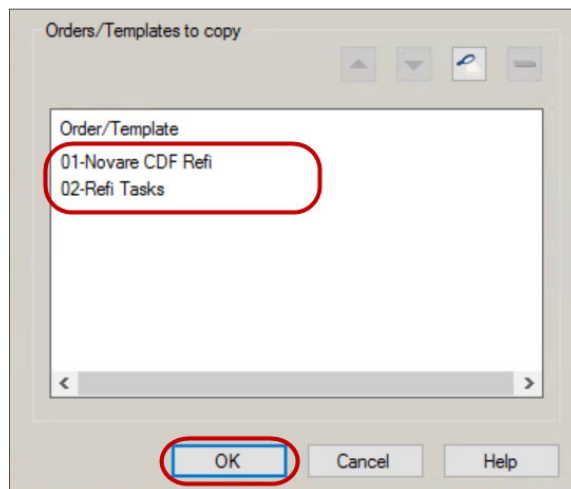 Orders/Templates to copy
Order/Template
01-Novare CDF Refi
02-Refi Tasks
OK
Cancel
Help